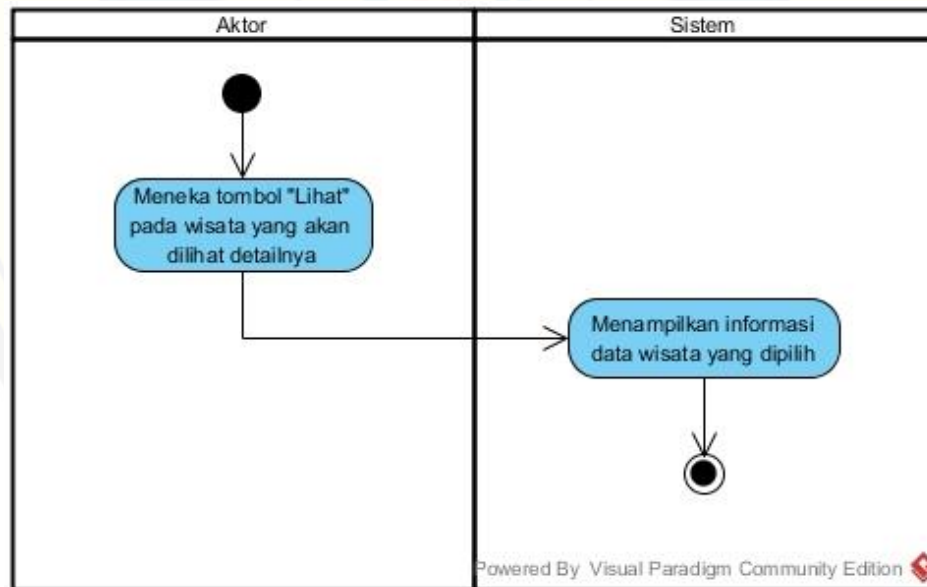 Aktor
Sistem
Meneka tombol "Lihat"
pada wisata yang akan
dilihat detailnya
Menampilkan informasi
data wisata yang dipilih
Powered By Visual Paradigm Community Edition